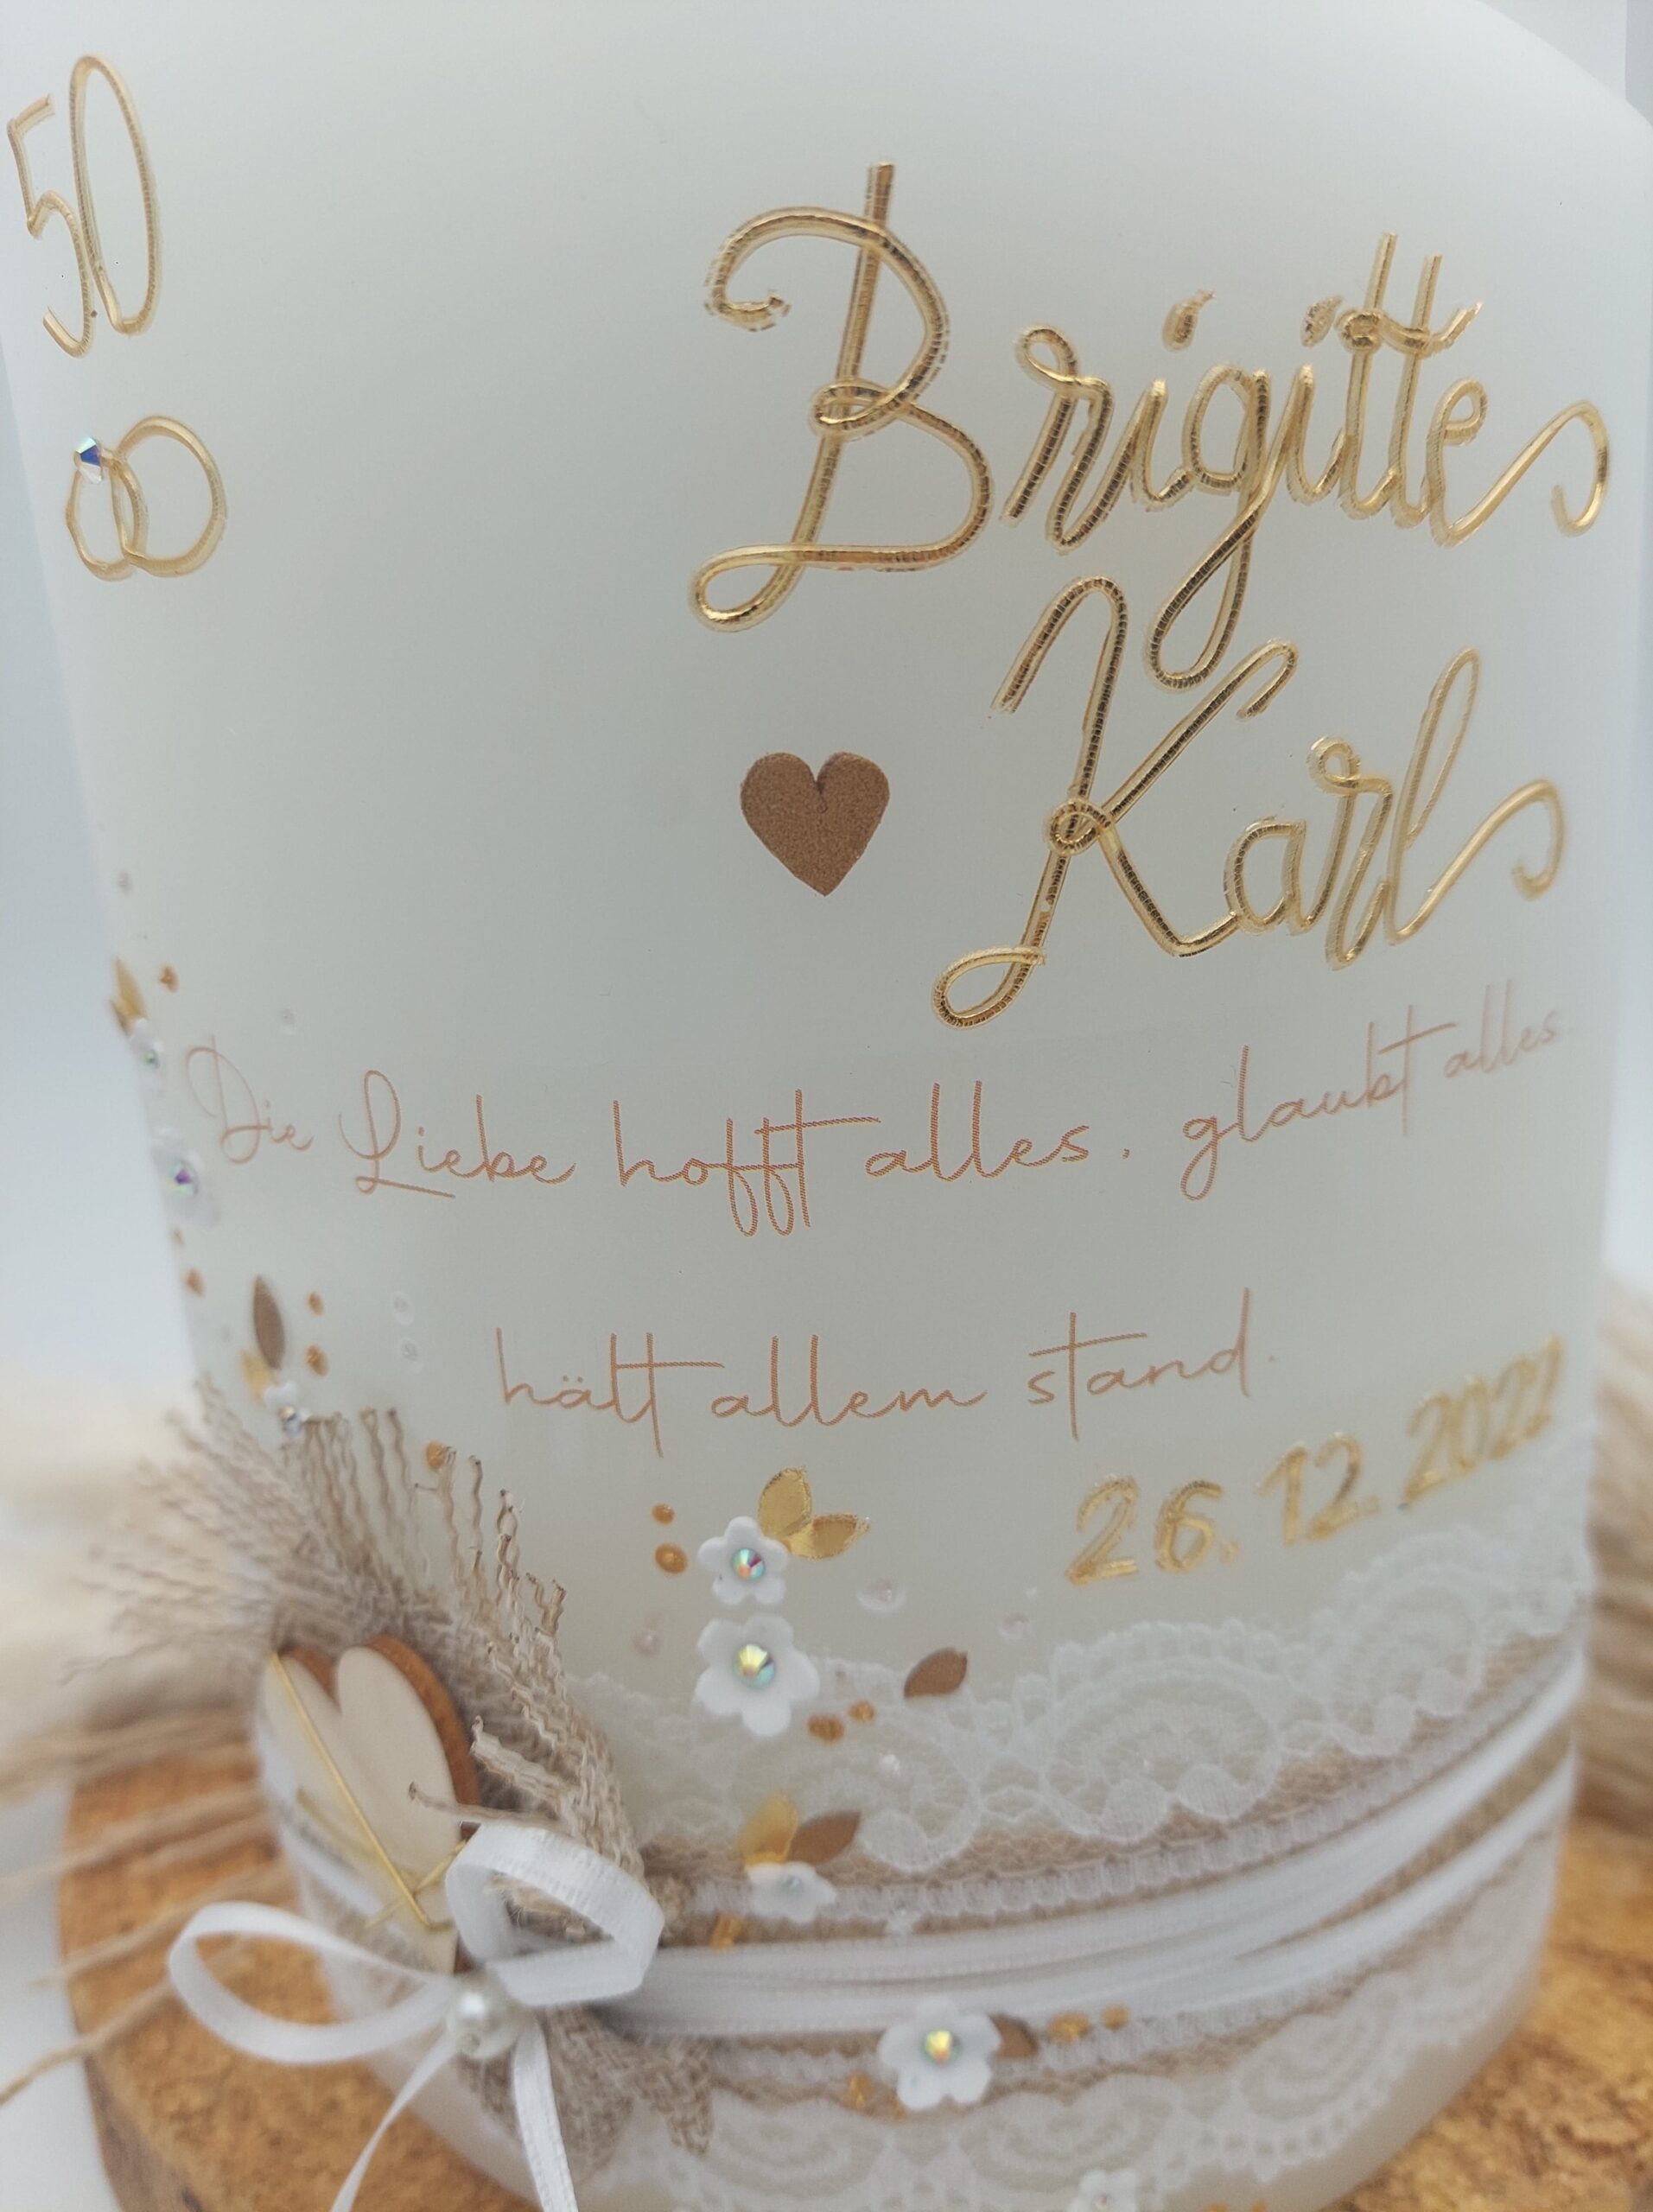 50
Brigitte
Karl
Die Liebe hofft alles, glaubt alles
hält allem stand.
26.12.2022